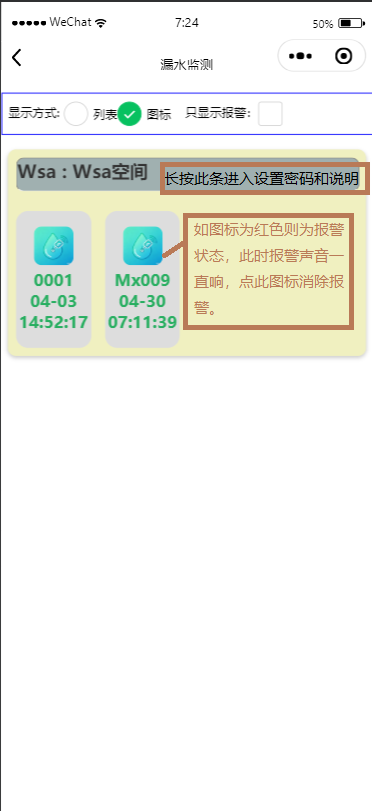 WeChat 7:24 50%
漏水监测
显示方式: 列表 图标 只显示报警:
Wsa : Wsa空间
长按此条进入设置密码和说明
如图标为红色则为报警
状态，此时报警声音一
直响，点此图标消除报
警。
0001
04-03
14:52:17
Mx009
04-30
07:11:39